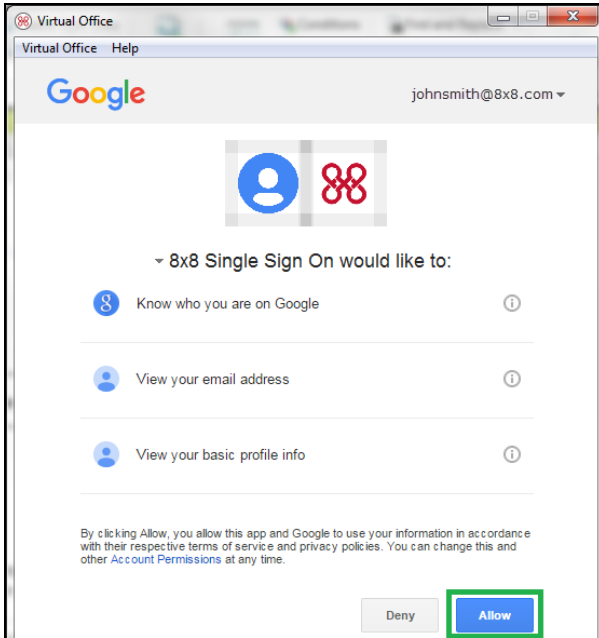 Virtual Office
Virtual Office Help
Google
johnsmith@8x8.com
8x8 Single Sign On would like to:
8 Know who you are on Google
View your email address
View your basic profile info
By clicking Allow, you allow this app and Google to use your information in accordance
with their respective terms of service and privacy policies. You can change this and
other Account Permissions at any time.
Deny Allow